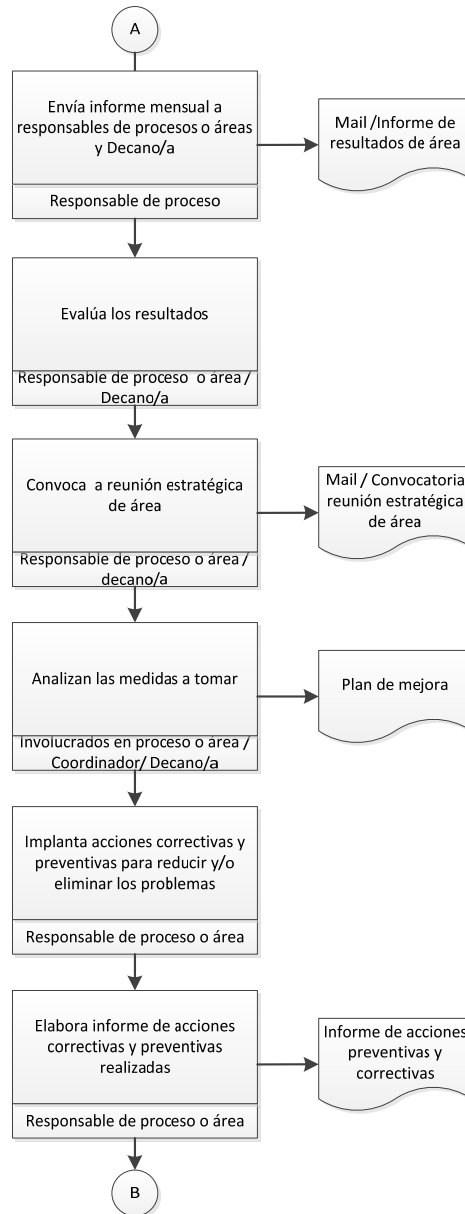 A
Envía informe mensual a
responsables de procesos o áreas
y Decano/a
Responsable de proceso
Mail /Informe de
resultados de área
Evalúa los resultados
Responsable de proceso o área /
Decano/a
Convoca a reunión estratégica
de área
Responsable de proceso o área /
decano/a
Mail / Convocatoria
reunión estratégica
de área
Analizan las medidas a tomar
Involucrados en proceso o área /
Coordinador/ Decano/a
Plan de mejora
Implanta acciones correctivas y
preventivas para reducir y/o
eliminar los problemas
Responsable de proceso o área
Elabora informe de acciones
correctivas y preventivas
realizadas
Responsable de proceso o área
Informe de acciones
preventivas y
correctivas
B